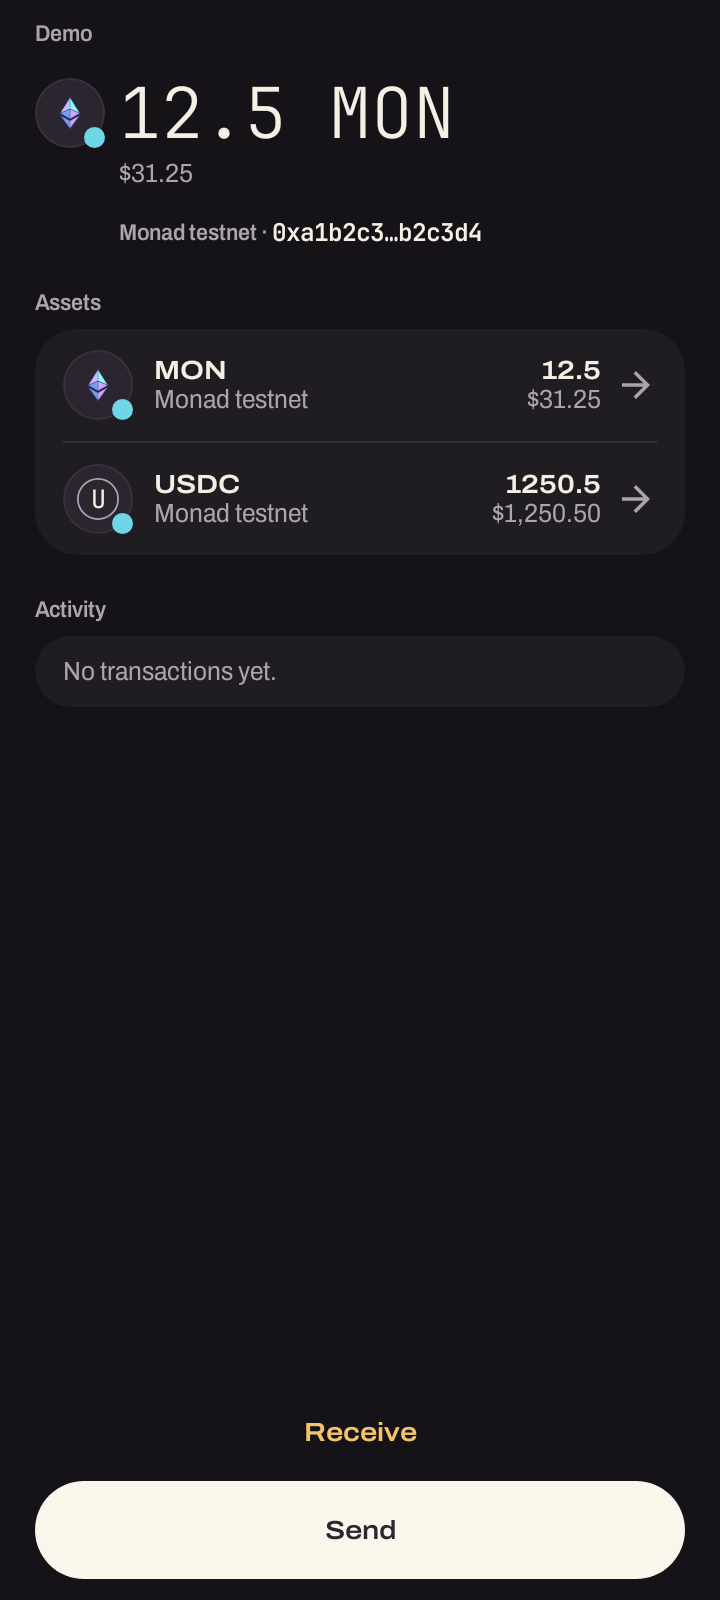 Demo
12.5 MON
$31.25
Monad testnet · 0xa1b2c3…b2c3d4
Assets
MON 12.5
Monad testnet $31.25
U
USDC 1250.5
Monad testnet $1,250.50
Activity
No transactions yet.
Receive
Send